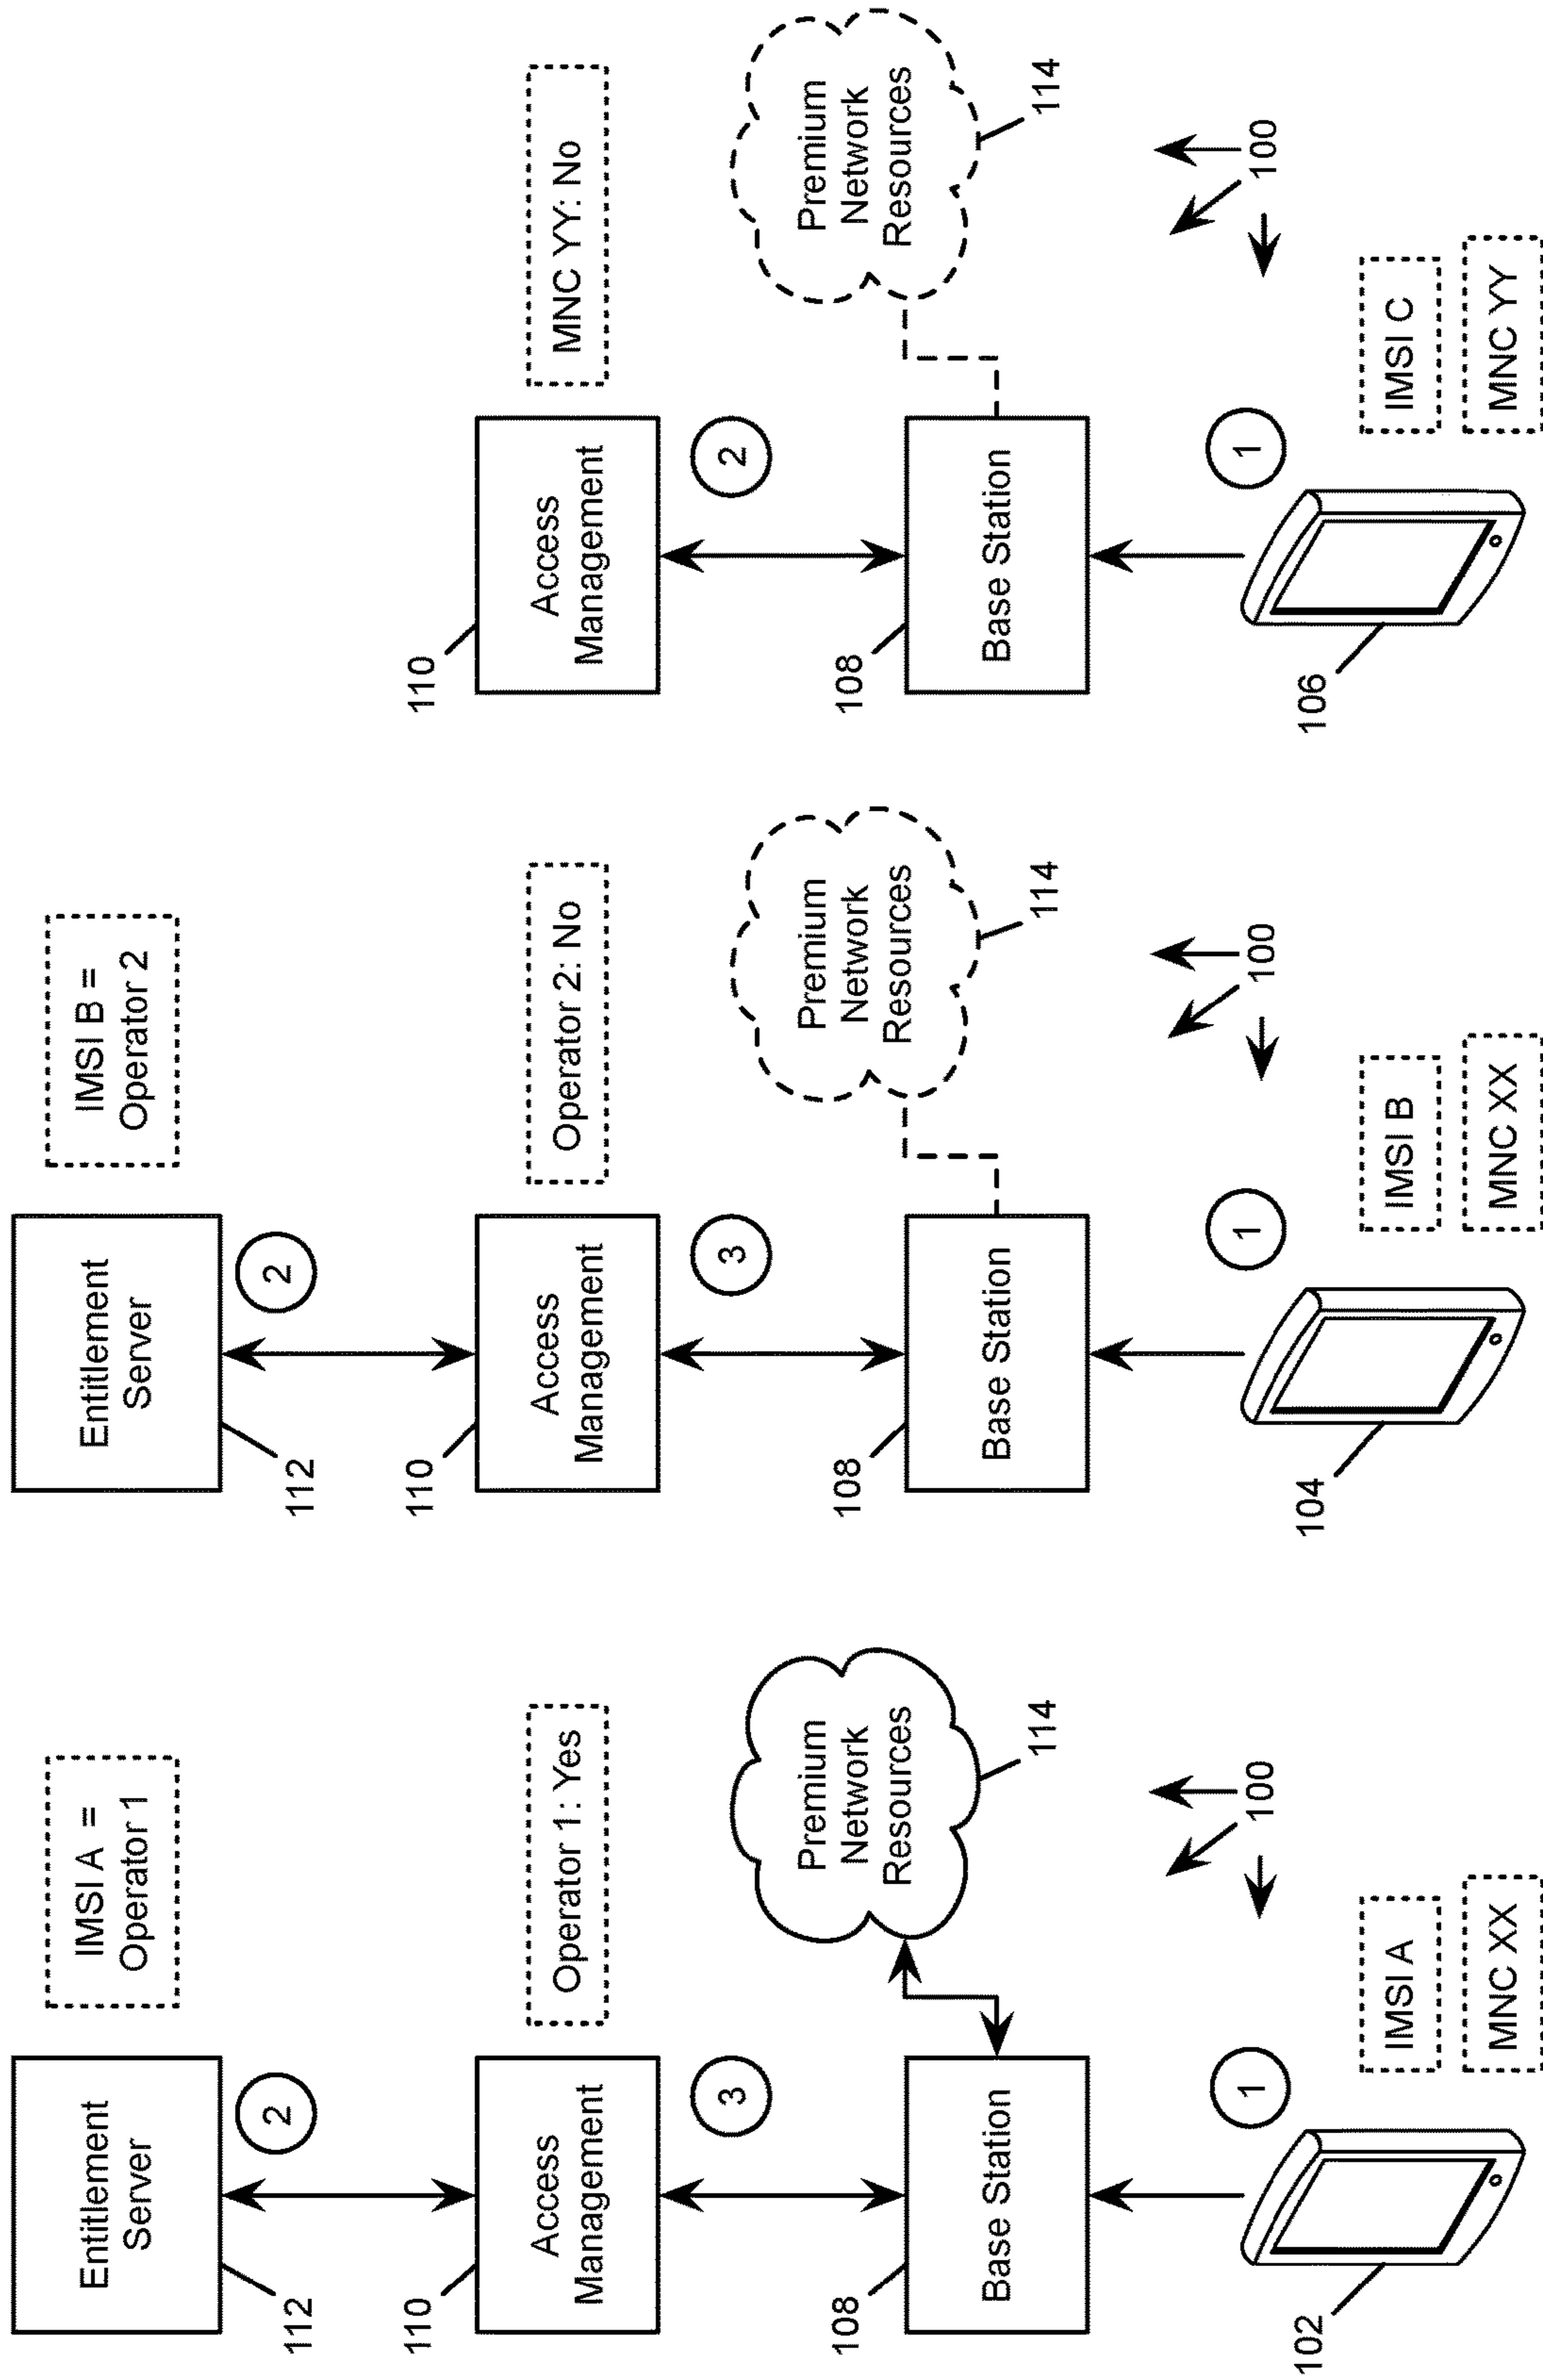 Entitlement
Server
112
IMSI A =
Operator 1
2
Access
Management
110
Operator 1: Yes
3
Base Station
108
Premium
Network
Resources
114
1
100
102
IMSI A
MNC XX
Entitlement
Server
112
IMSI B =
Operator 2
2
Access
Management
110
Operator 2: No
3
Base Station
108
Premium
Network
Resources
114
1
100
104
IMSI B
MNC XX
Access
Management
110
MNC YY: No
2
Base Station
108
Premium
Network
Resources
114
1
100
106
IMSI C
MNC YY